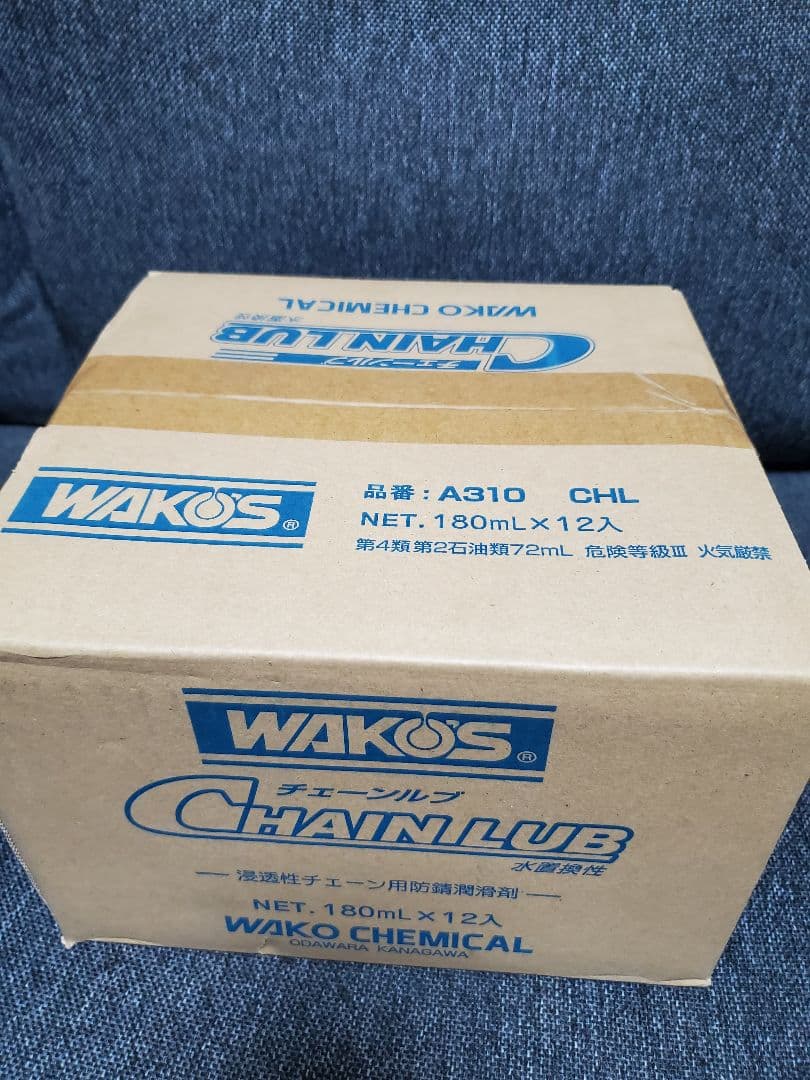 WAKO CHEMICAL
水置換性
CHAIN LUB
チェーンルブ
WAKO'S ®
品番：A310 CHL
NET. 180mL×12入
第4類 第2石油類72mL 危険等級Ⅲ 火気厳禁
WAKO'S ®
チェーンルブ
CHAIN LUB
水置換性
― 浸透性チェーン用防錆潤滑剤 ―
NET. 180mL×12入
WAKO CHEMICAL
ODAWARA KANAGAWA